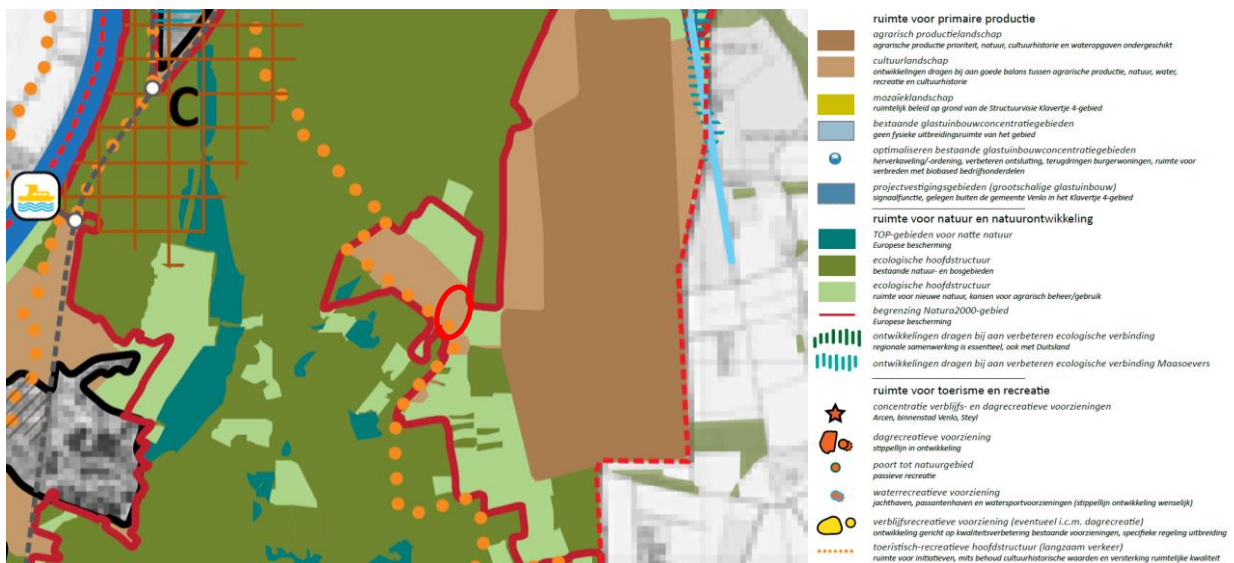 C
ruimte voor primaire productie
agrarisch productielandschap
agrarische productie prioriteit, natuur, cultuurhistorie en wateropgaven ondergeschikt
cultuurlandschap
ontwikkelingen dragen bij aan goede balans tussen agrarische productie, natuur, water,
recreatie en cultuurhistorie
mozaïeklandschap
ruimtelijk beleid op grond van de Structuurvisie Klavertje 4-gebied
bestaande glastuinbouwconcentratiegebieden
geen fysieke uitbreidingsruimte van het gebied
optimaliseren bestaande glastuinbouwconcentratiegebieden
herverkaveling/-ordening, verbeteren ontsluiting, terugdringen burgerwoningen, ruimte voor
verbreden met biobased bedrijfsonderdelen
projectvestigingsgebieden (grootschalige glastuinbouw)
signaalfunctie, gelegen buiten de gemeente Venlo in het Klavertje 4-gebied
ruimte voor natuur en natuurontwikkeling
TOP-gebieden voor natte natuur
Europese bescherming
ecologische hoofdstructuur
bestaande natuur- en bosgebieden
ecologische hoofdstructuur
ruimte voor nieuwe natuur, kansen voor agrarisch beheer/gebruik
begrenzing Natura2000-gebied
Europese bescherming
ontwikkelingen dragen bij aan verbeteren ecologische verbinding
regionale samenwerking is essentieel, ook met Duitsland
ontwikkelingen dragen bij aan verbeteren ecologische verbinding Maasoevers
ruimte voor toerisme en recreatie
concentratie verblijfs- en dagrecreatieve voorzieningen
Arcen, binnenstad Venlo, Steyl
dagrecreatieve voorziening
stippellijn in ontwikkeling
poort tot natuurgebied
passieve recreatie
waterrecreatieve voorziening
jachthaven, passantenhaven en watersportvoorzieningen (stippellijn ontwikkeling wenselijk)
verblijfsrecreatieve voorziening (eventueel i.c.m. dagrecreatie)
ontwikkeling gericht op kwaliteitsverbetering bestaande voorzieningen, specifieke regeling uitbreiding
toeristisch-recreatieve hoofdstructuur (langzaam verkeer)
ruimte voor initiatieven, mits behoud cultuurhistorische waarden en versterking ruimtelijke kwaliteit